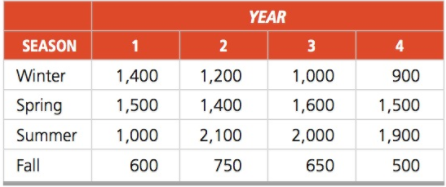 YEAR
SEASON 1 2 3 4
Winter 1,400 1,200 1,000 900
Spring 1,500 1,400 1,600 1,500
Summer 1,000 2,100 2,000 1,900
Fall 600 750 650 500